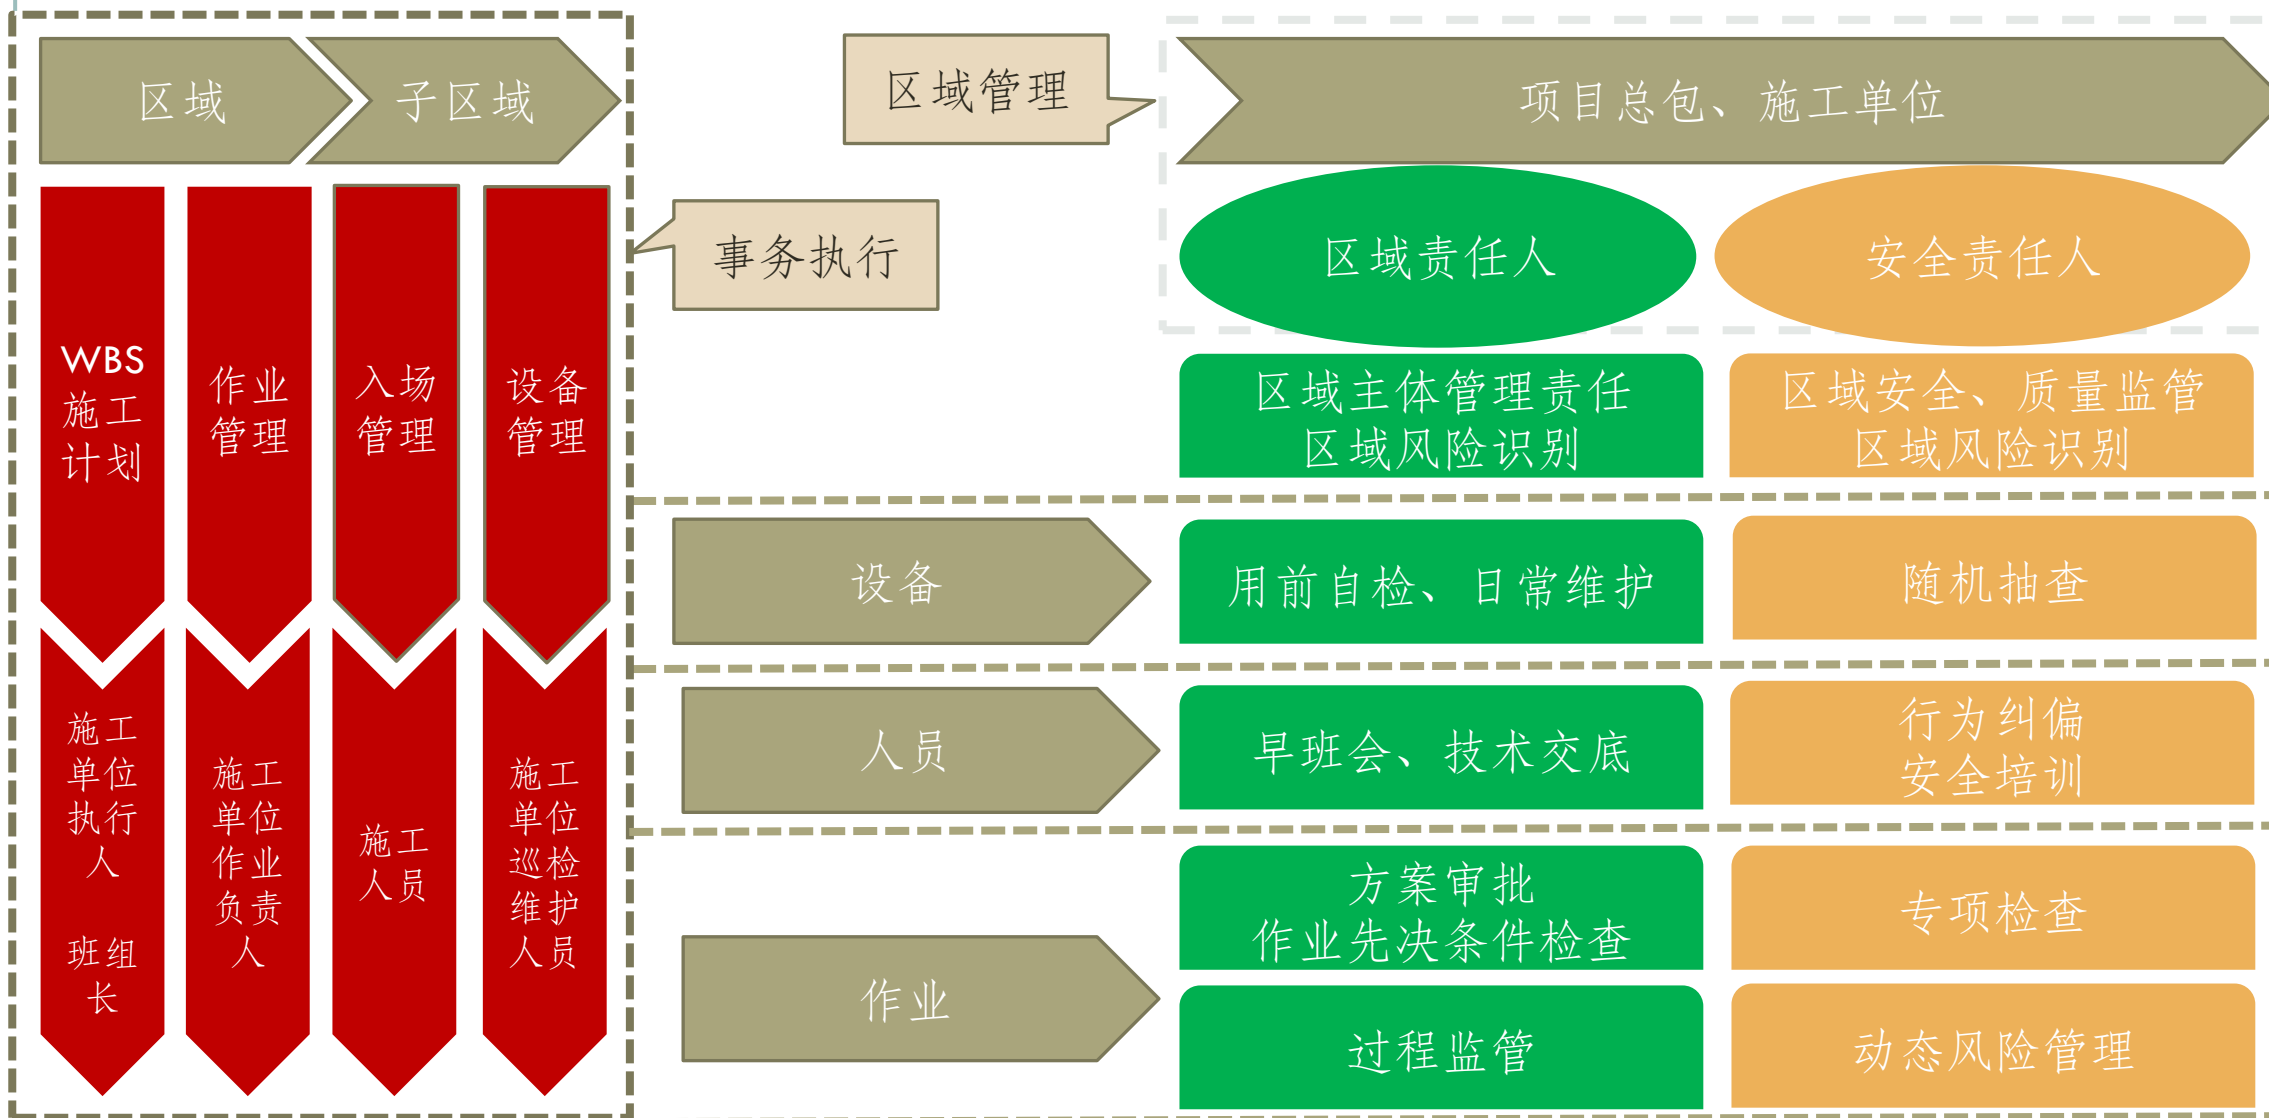 区域
子区域
WBS
施工
计划
作业
管理
入场
管理
设备
管理
施工
单位
执行
人
班组
长
施工
单位
作业
负责
人
施工
人员
施工
单位
巡检
维护
人员
区域管理
事务执行
项目总包、施工单位
区域责任人
安全责任人
区域主体管理责任
区域风险识别
区域安全、质量监管
区域风险识别
设备
用前自检、日常维护
随机抽查
人员
早班会、技术交底
行为纠偏
安全培训
作业
方案审批
作业先决条件检查
专项检查
过程监管
动态风险管理